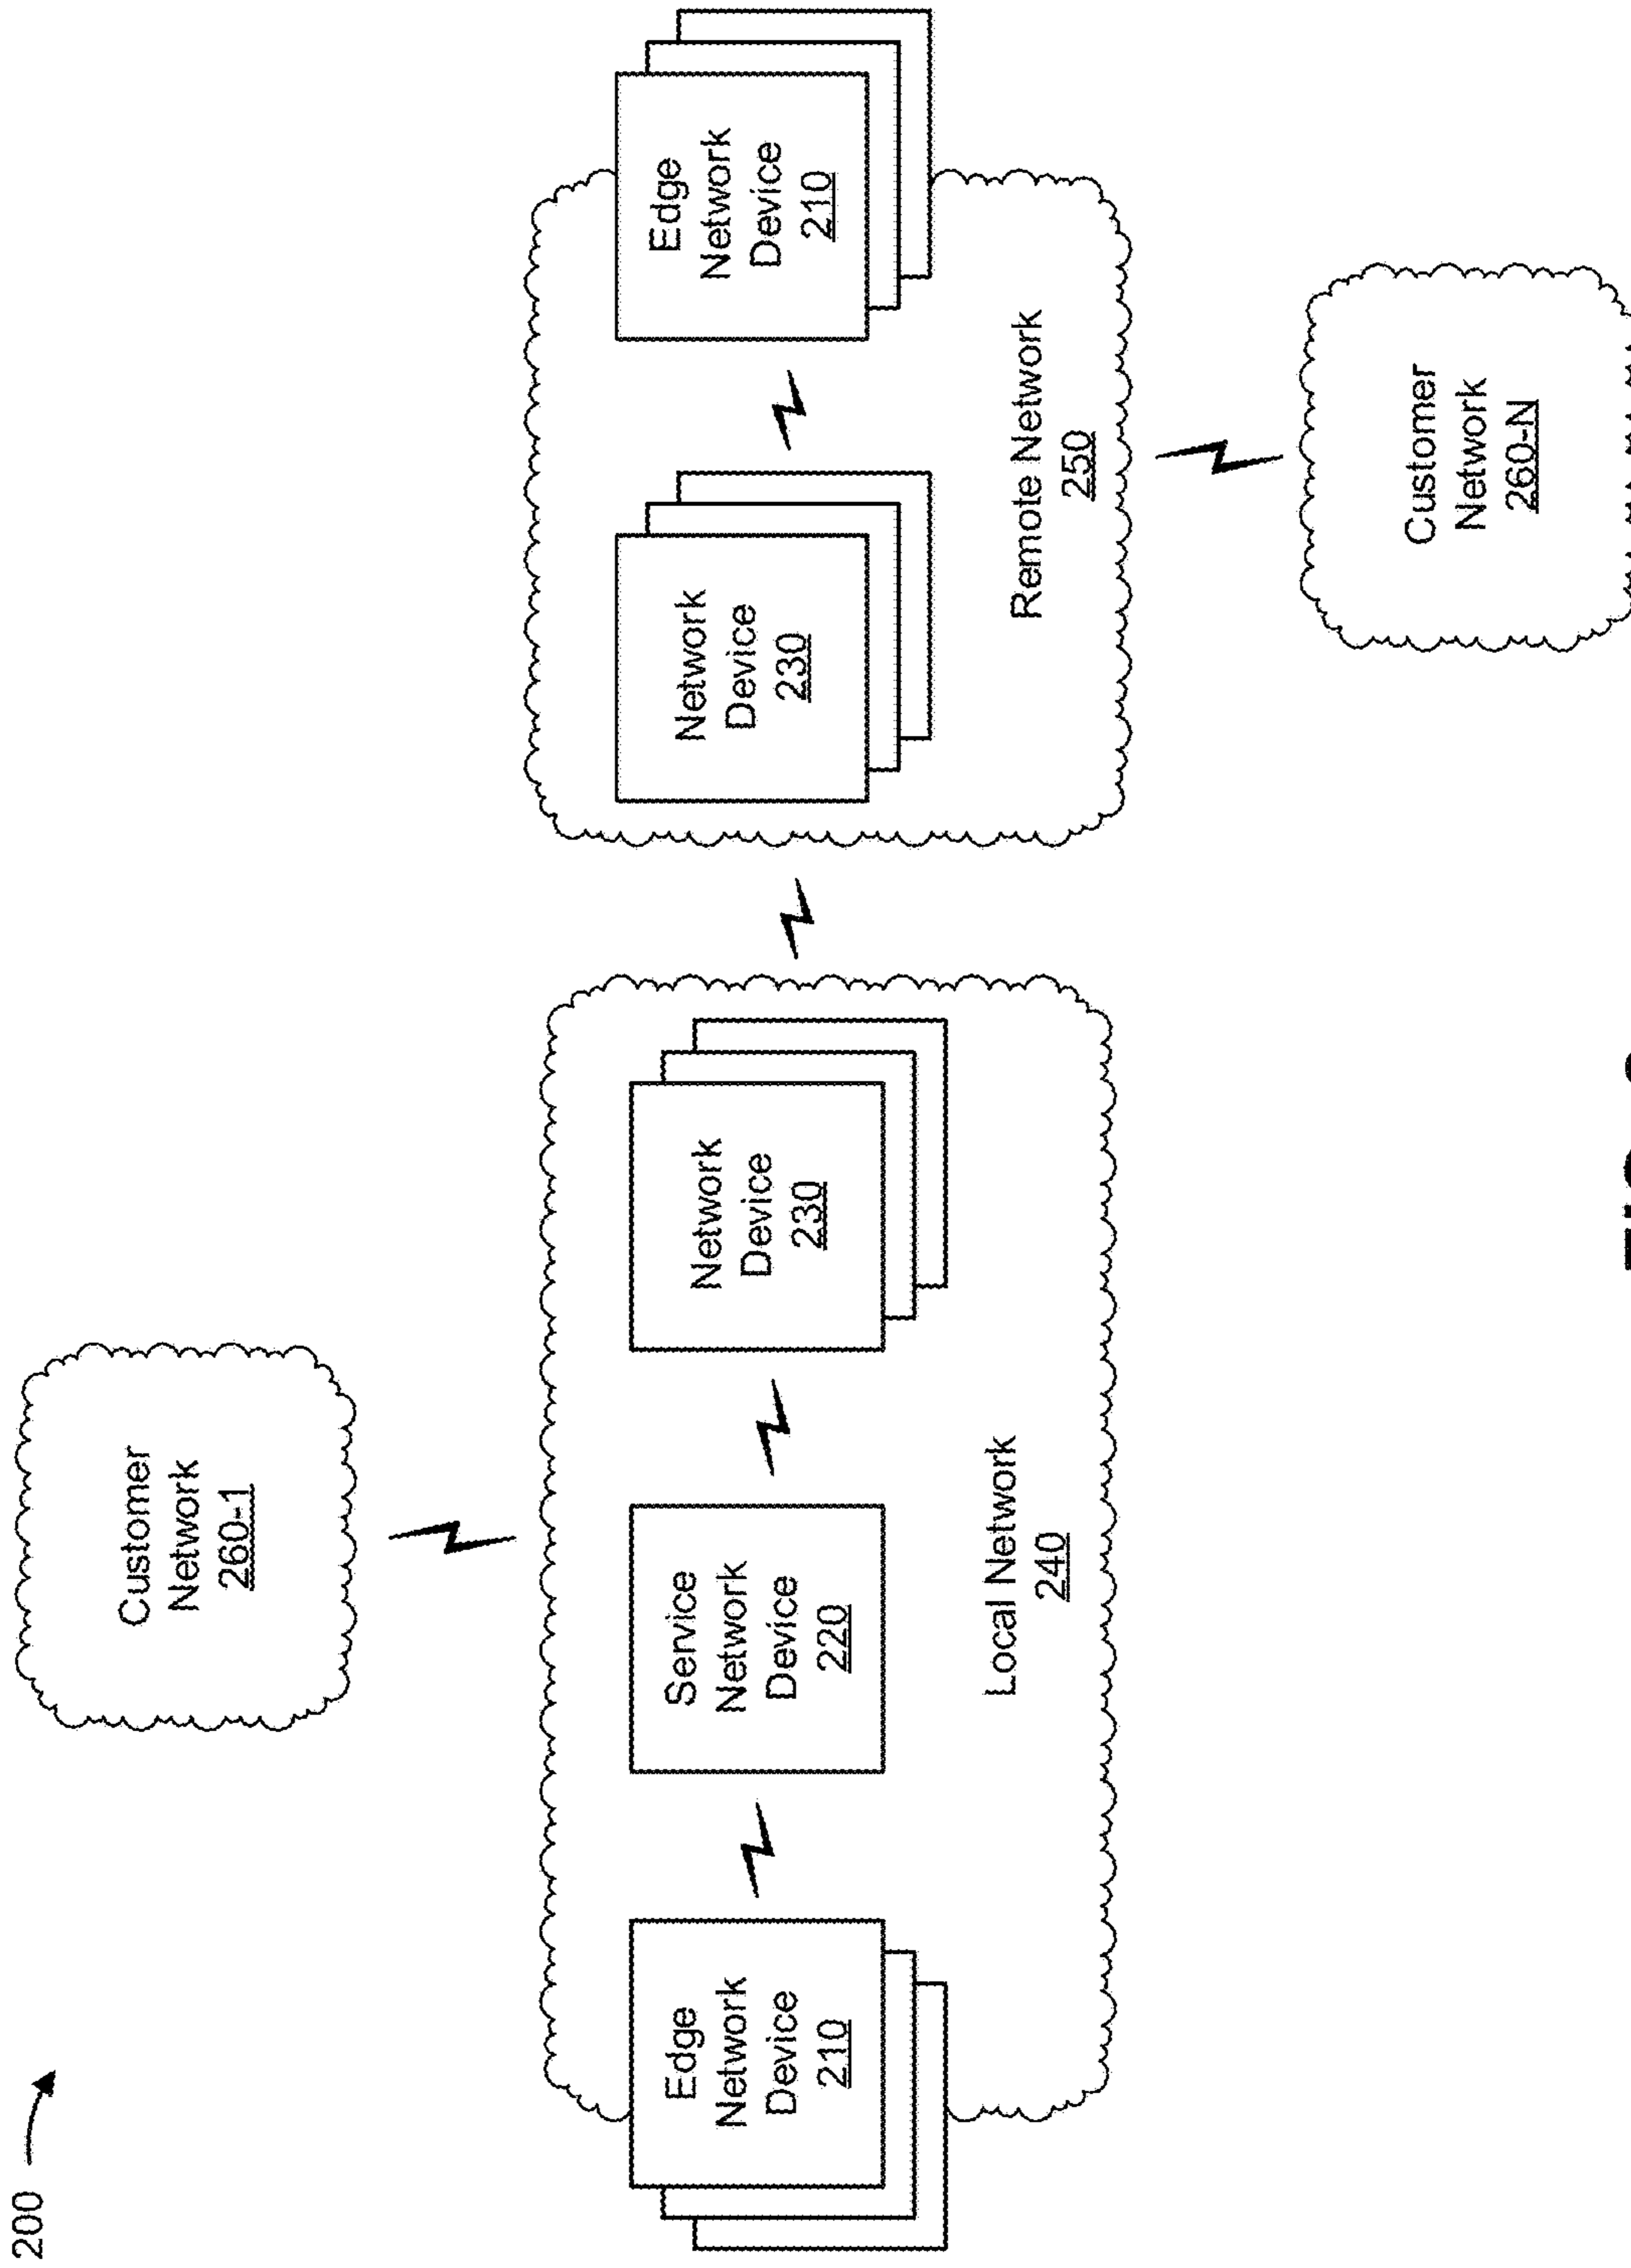 200
Customer
Network
260-1
Edge
Network
Device
210
Service
Network
Device
220
Network
Device
230
Local Network
240
Network
Device
230
Edge
Network
Device
210
Remote Network
250
Customer
Network
260-N